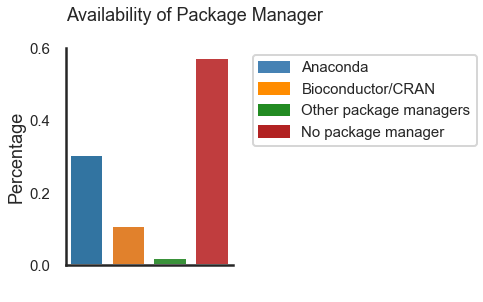 Availability of Package Manager
0.6
0.4
0.2
0.0
Percentage
Anaconda
Bioconductor/CRAN
Other package managers
No package manager